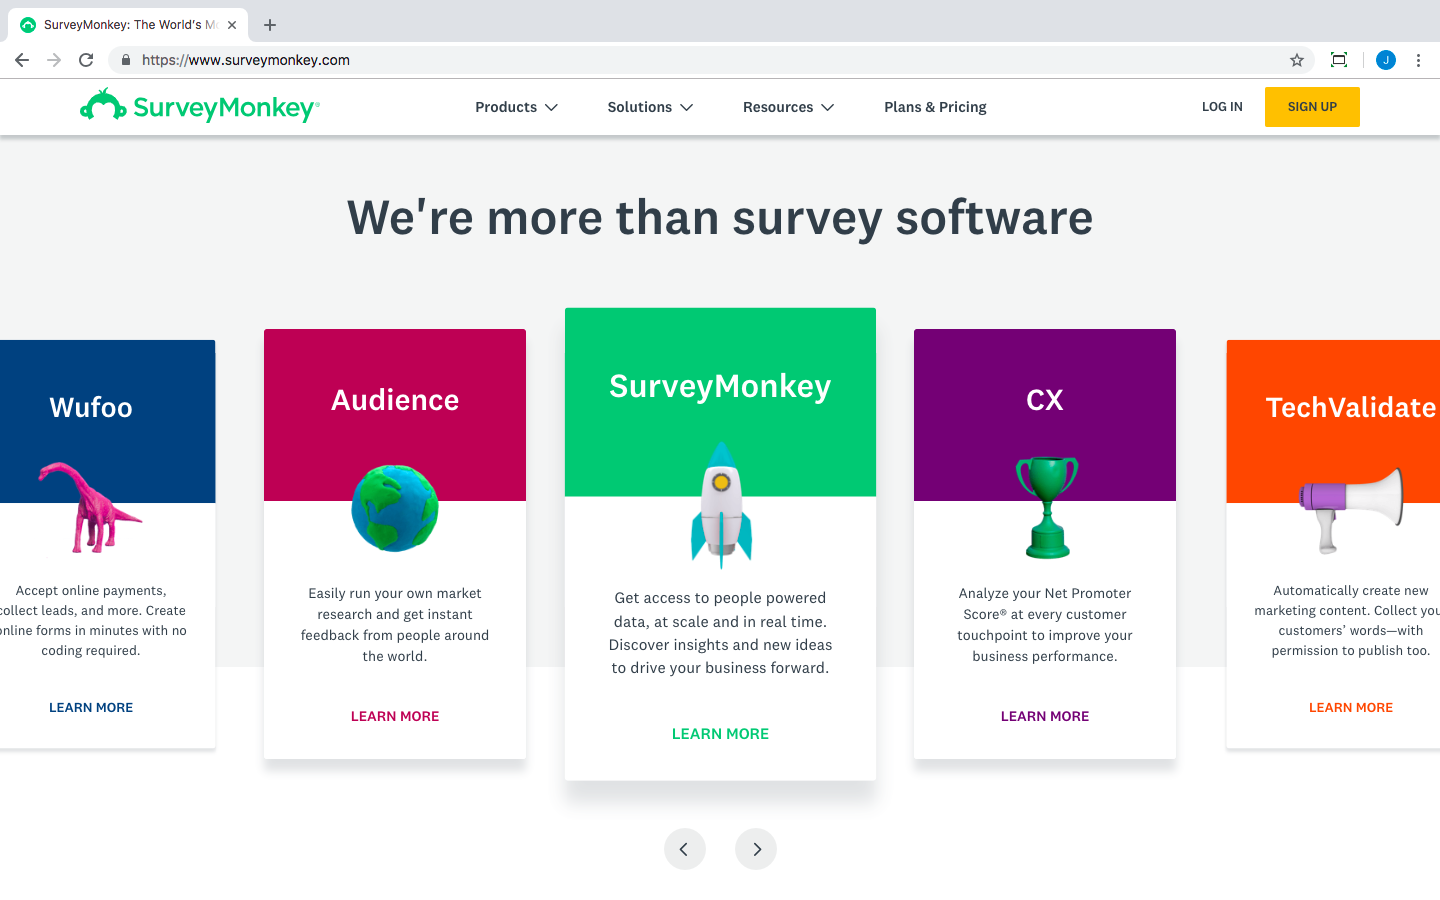 SurveyMonkey: The World's M
https://www.surveymonkey.com
J
SurveyMonkey®
Products
Solutions
Resources
Plans & Pricing
LOG IN
SIGN UP
We're more than survey software
Wufoo
Accept online payments,
collect leads, and more. Create
online forms in minutes with no
coding required.
LEARN MORE
Audience
Easily run your own market
research and get instant
feedback from people around
the world.
LEARN MORE
SurveyMonkey
Get access to people powered
data, at scale and in real time.
Discover insights and new ideas
to drive your business forward.
LEARN MORE
CX
Analyze your Net Promoter
Score® at every customer
touchpoint to improve your
business performance.
LEARN MORE
TechValidate
Automatically create new
marketing content. Collect you
customers' words—with
permission to publish too.
LEARN MORE